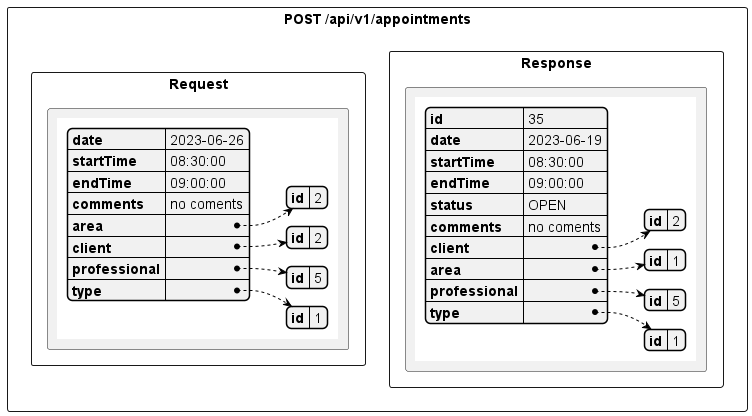 POST /api/v1/appointments
Request
date 2023-06-26
startTime 08:30:00
endTime 09:00:00
comments no coments
area
client
professional
type
id 2
id 2
id 5
id 1
Response
id 35
date 2023-06-19
startTime 08:30:00
endTime 09:00:00
status OPEN
comments no coments
client
area
professional
type
id 2
id 1
id 5
id 1